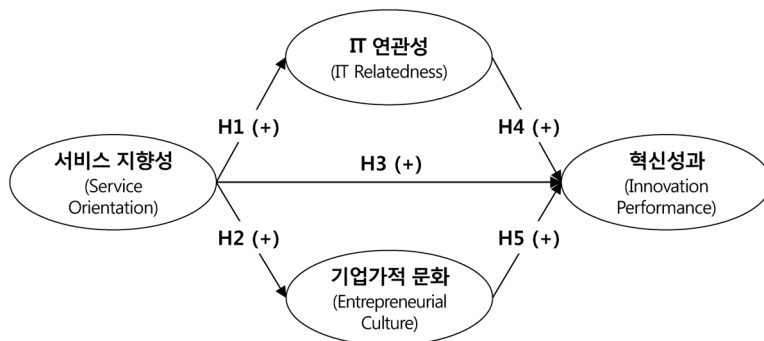 IT 연관성
(IT Relatedness)
H1 (+)
H4 (+)
서비스 지향성
(Service
Orientation)
H3 (+)
혁신성과
(Innovation
Performance)
H2 (+)
H5 (+)
기업가적 문화
(Entrepreneurial
Culture)